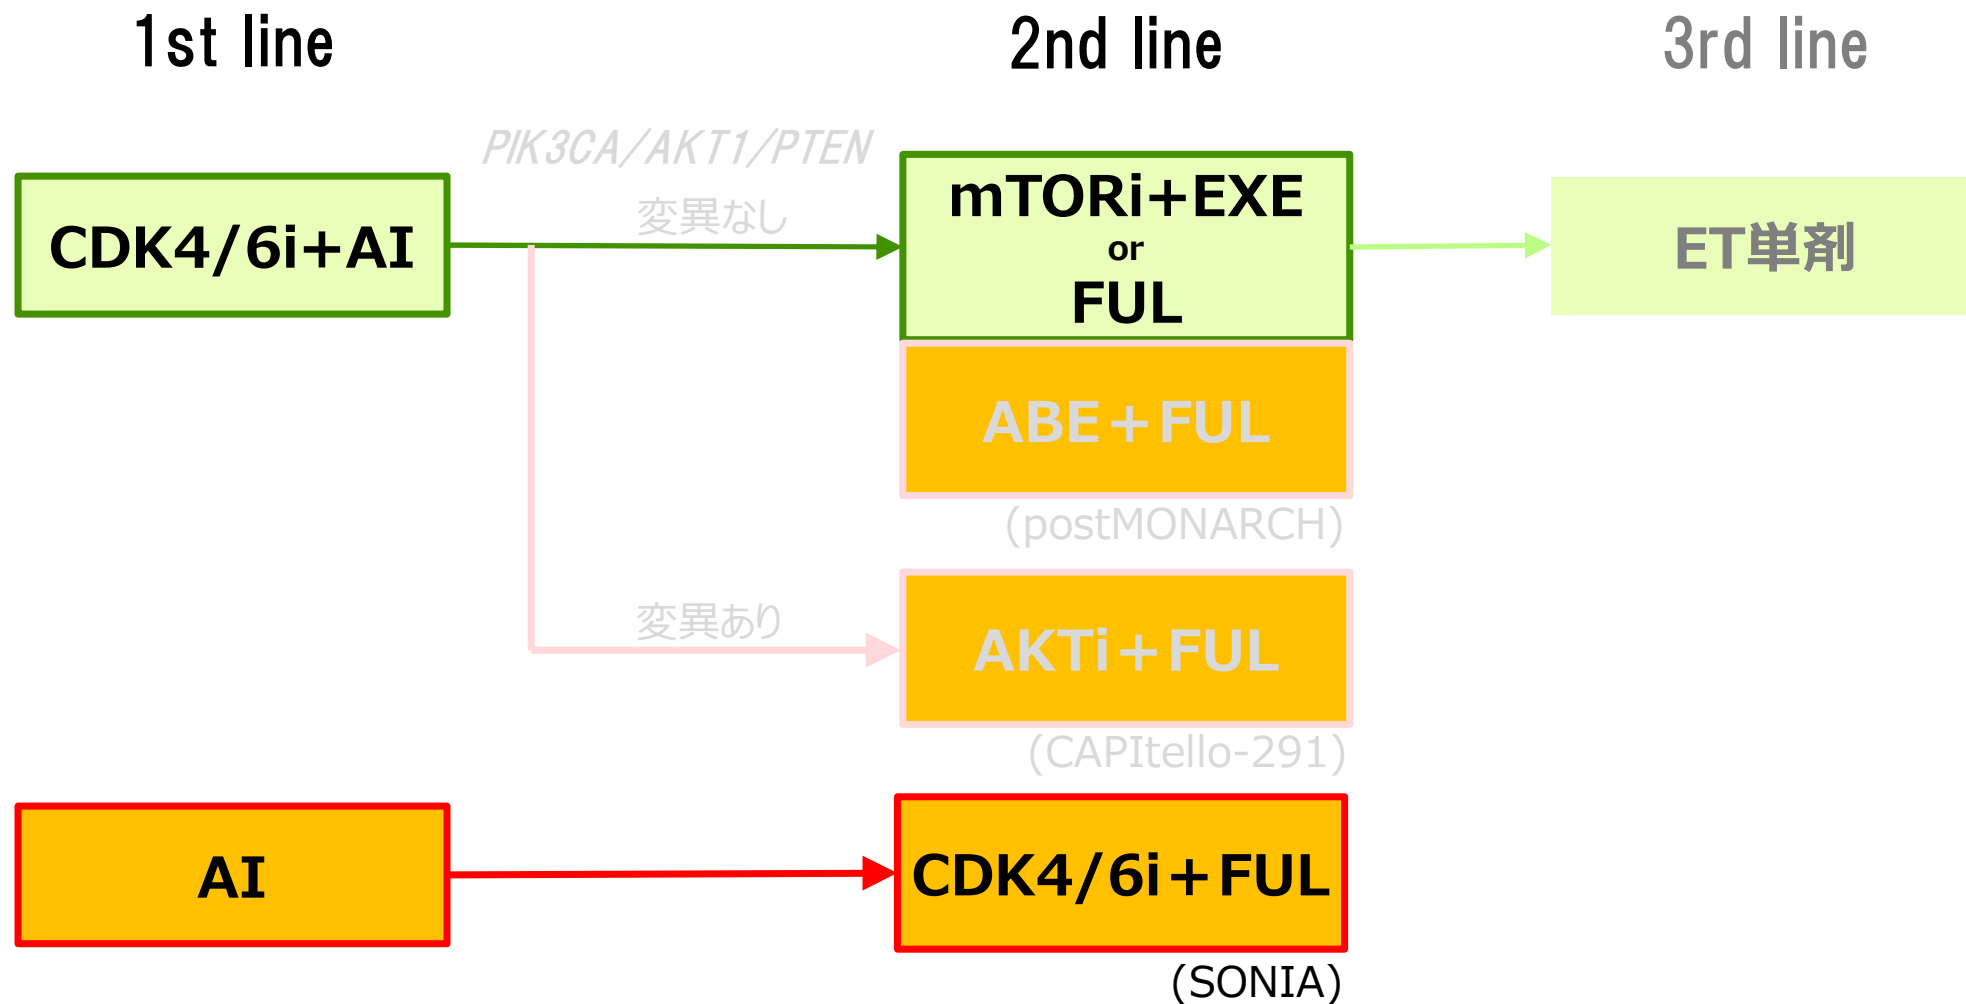 1st line
2nd line
3rd line
PIK3CA/AKT1/PTEN
変異なし
CDK4/6i+AI
mTORi+EXE
or
FUL
ET単剤
ABE+FUL
(postMONARCH)
変異あり
AKTi+FUL
(CAPItello-291)
AI
CDK4/6i+FUL
(SONIA)